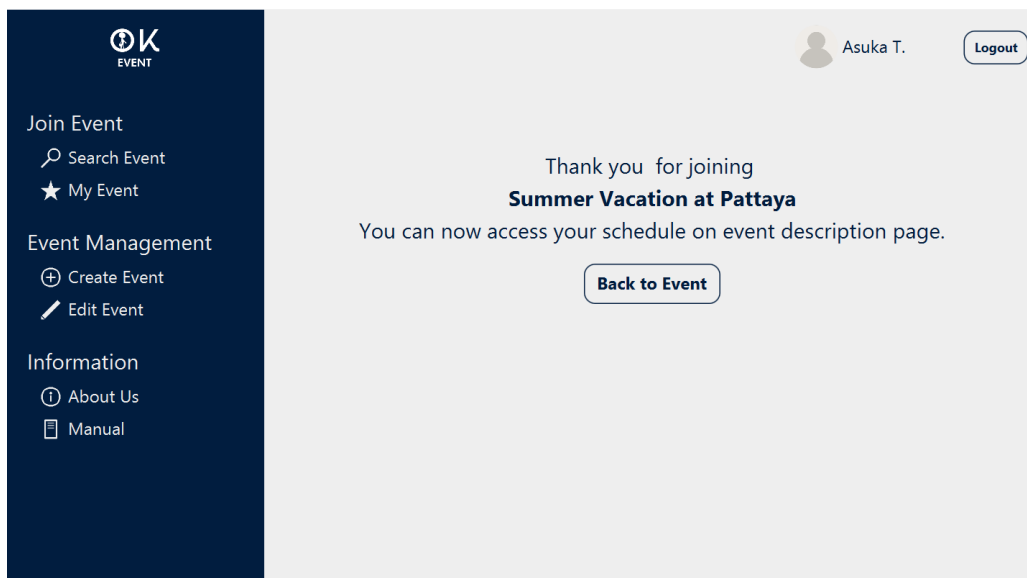 OK
EVENT
Asuka T.
Logout
Join Event
Search Event
My Event
Event Management
Create Event
Edit Event
Information
About Us
Manual
Thank you  for joining
Summer Vacation at Pattaya
You can now access your schedule on event description page.
Back to Event